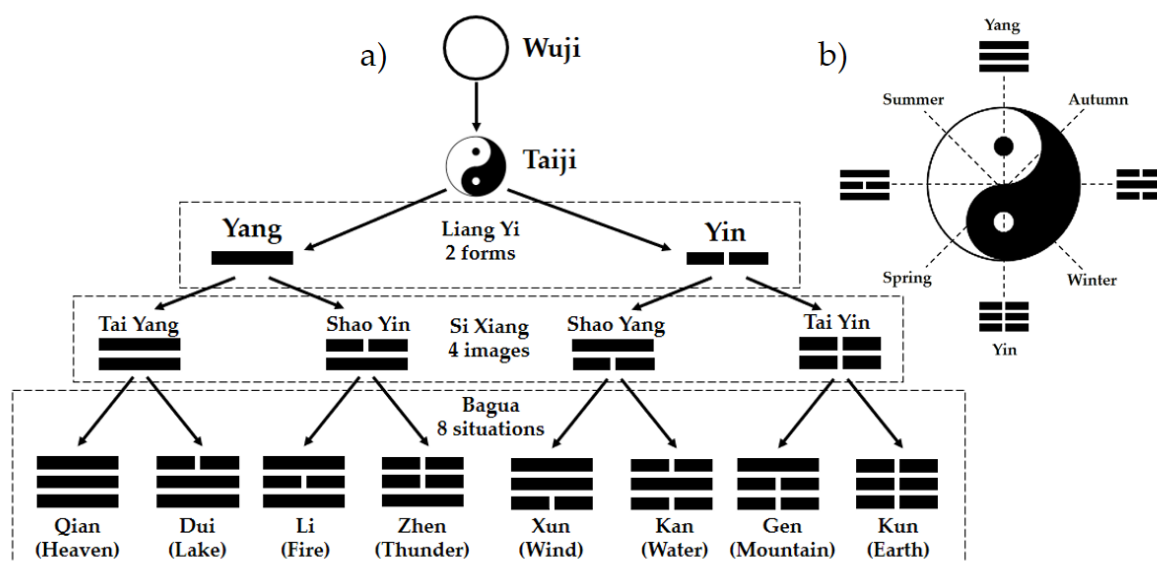 a)
Wuji
Taiji
Yang
Liang Yi
2 forms
Yin
Tai Yang
Shao Yin
Si Xiang
4 images
Shao Yang
Tai Yin
Bagua
8 situations
Qian
(Heaven)
Dui
(Lake)
Li
(Fire)
Zhen
(Thunder)
Xun
(Wind)
Kan
(Water)
Gen
(Mountain)
Kun
(Earth)
b)
Yang
Summer
Autumn
Spring
Winter
Yin